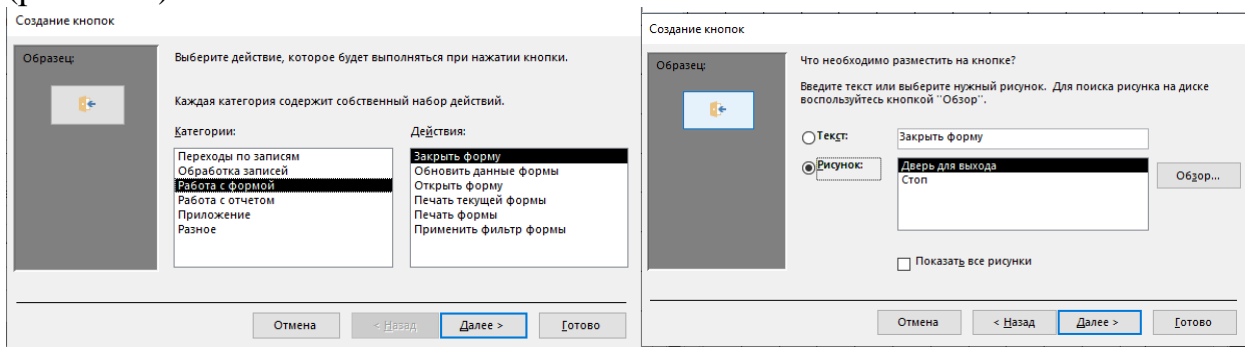 Создание кнопок
Образец:
Выберите действие, которое будет выполняться при нажатии кнопки.
Каждая категория содержит собственный набор действий.
Категории:
Действия:
Переходы по записям
Обработка записей
Работа с формой
Работа с отчетом
Приложение
Разное
Закрыть форму
Обновить данные формы
Открыть форму
Печать текущей формы
Печать формы
Применить фильтр формы
Отмена
< Назад
Далее >
Готово
Создание кнопок
Образец:
Что необходимо разместить на кнопке?
Введите текст или выберите нужный рисунок. Для поиска рисунка на диске
воспользуйтесь кнопкой "Обзор".
Текст:
Закрыть форму
Рисунок:
Дверь для выхода
Стоп
Обзор...
Показать все рисунки
Отмена
< Назад
Далее >
Готово